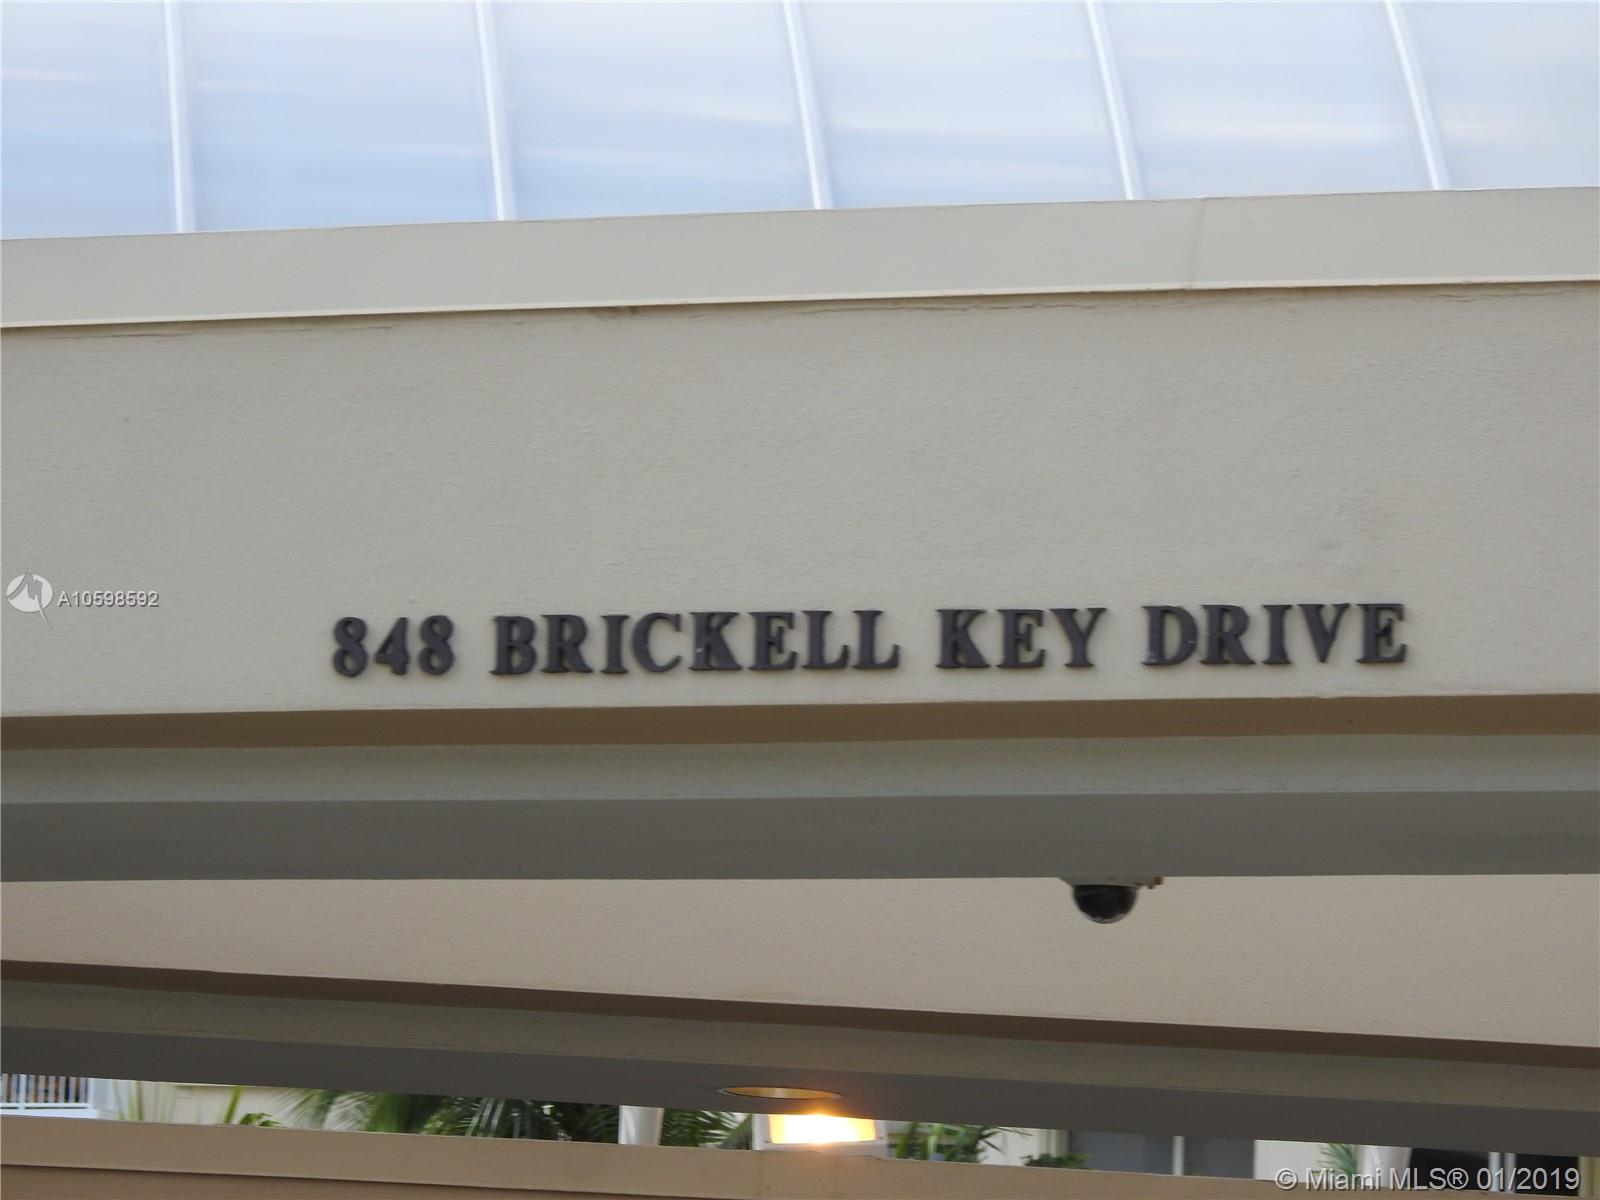 A10598592
848 BRICKELL KEY DRIVE
© Miami MLS® 01/2019